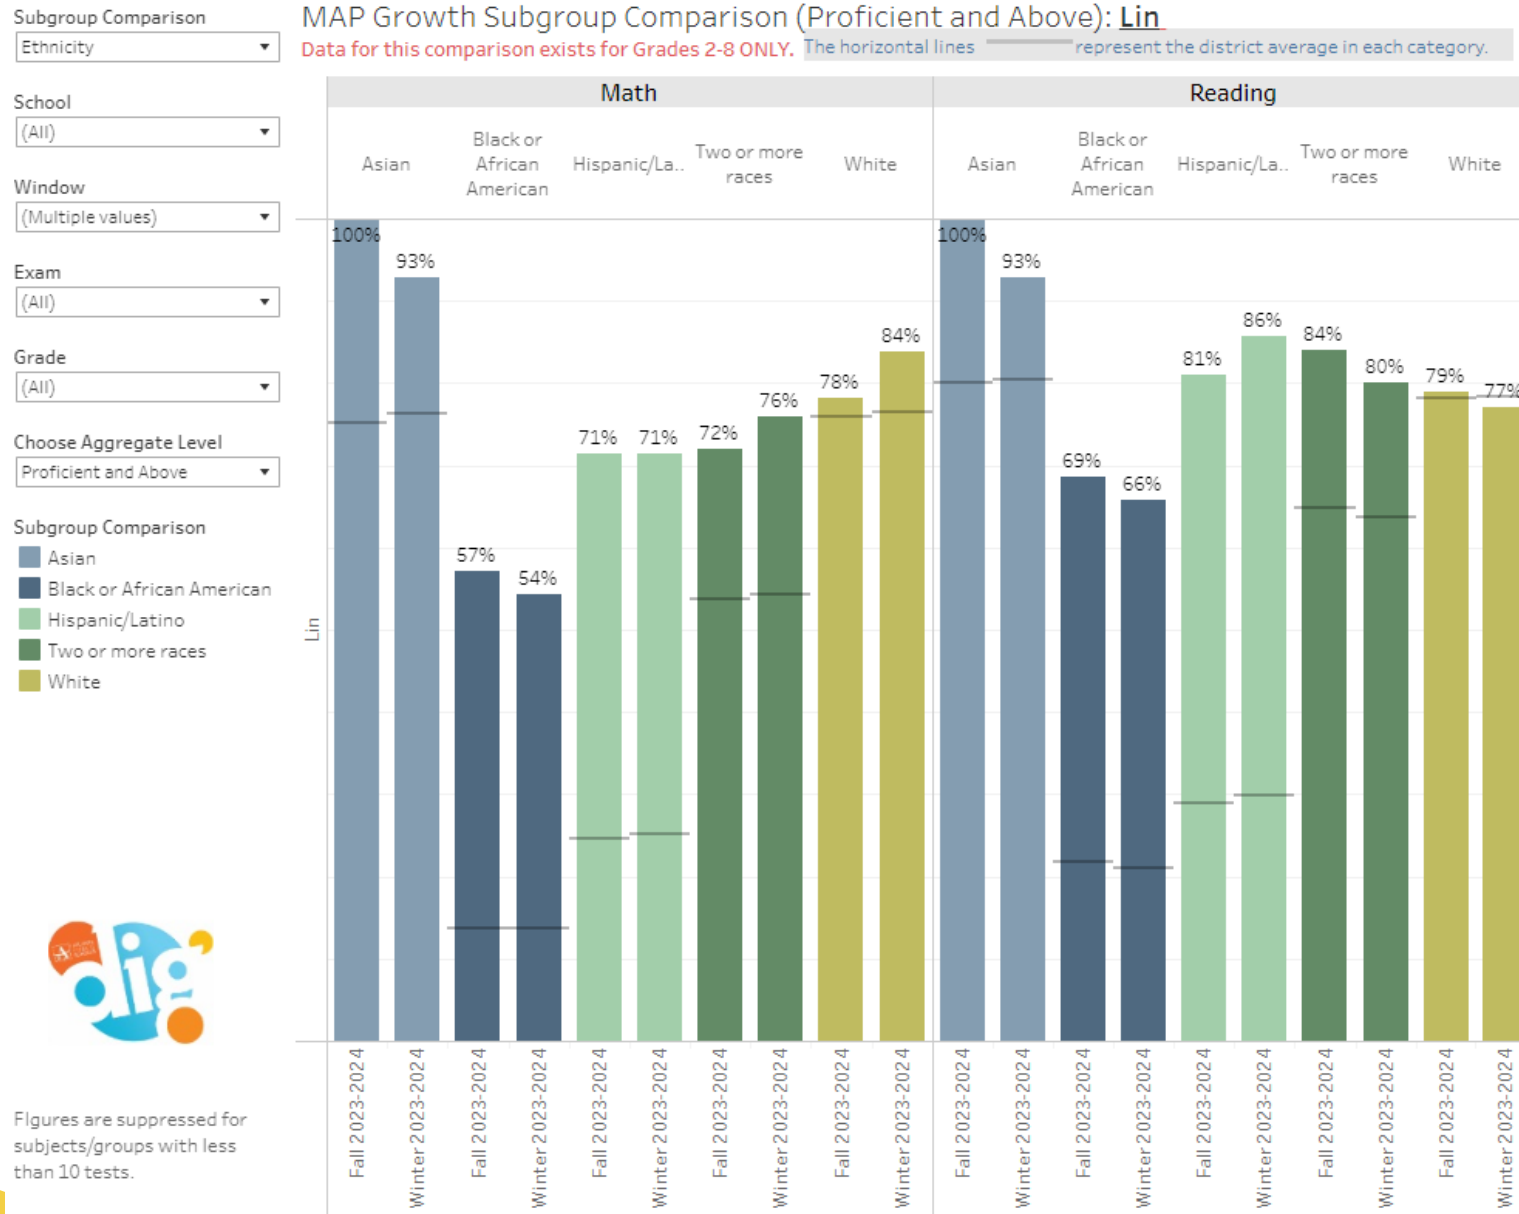 Subgroup Comparison
Ethnicity
School
(All)
Window
(Multiple values)
Exam
(All)
Grade
(All)
Choose Aggregate Level
Proficient and Above
Subgroup Comparison
Asian
Black or African American
Hispanic/Latino
Two or more races
White
dig
FIgures are suppressed for
subjects/groups with less
than 10 tests.
MAP Growth Subgroup Comparison (Proficient and Above): Lin
Data for this comparison exists for Grades 2-8 ONLY. The horizontal lines represent the district average in each category.
Math Reading
Asian Black or African American Hispanic/La.. Two or more races White Asian Black or African American Hispanic/La.. Two or more races White
Lin
100% 93% 57% 54% 71% 71% 72% 76% 78% 84% 100% 93% 69% 66% 81% 86% 84% 80% 79% 77%
Fall 2023-2024
Winter 2023-2024
Fall 2023-2024
Winter 2023-2024
Fall 2023-2024
Winter 2023-2024
Fall 2023-2024
Winter 2023-2024
Fall 2023-2024
Winter 2023-2024
Fall 2023-2024
Winter 2023-2024
Fall 2023-2024
Winter 2023-2024
Fall 2023-2024
Winter 2023-2024
Fall 2023-2024
Winter 2023-2024
Fall 2023-2024
Winter 2023-2024